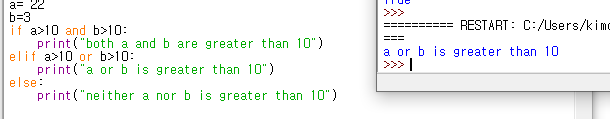 a= 22
b=3
if a>10 and b>10:
    print("both a and b are greater than 10")
elif a>10 or b>10:
    print("a or b is greater than 10")
else:
    print("neither a nor b is greater than 10")
True
>>>
========== RESTART: C:/Users/kimc
===
a or b is greater than 10
>>>